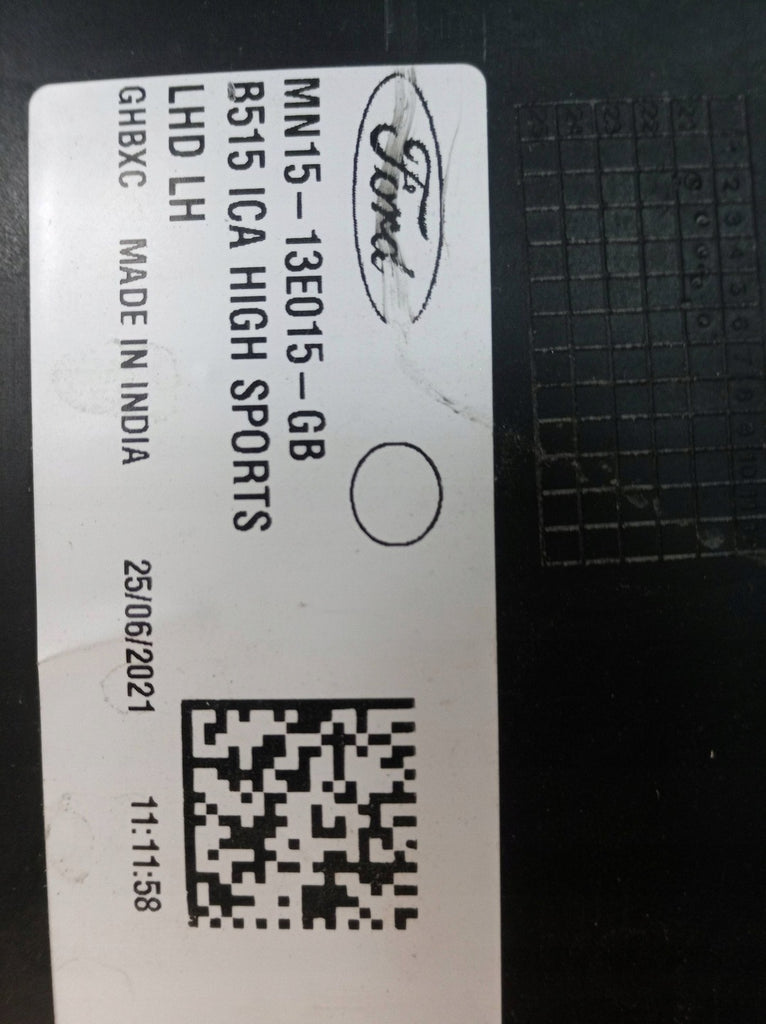 Ford
MN15-13E015-GB
B515 ICA HIGH SPORTS
LHD LH
GHBXC MADE IN INDIA 25/06/2021 11:11:58